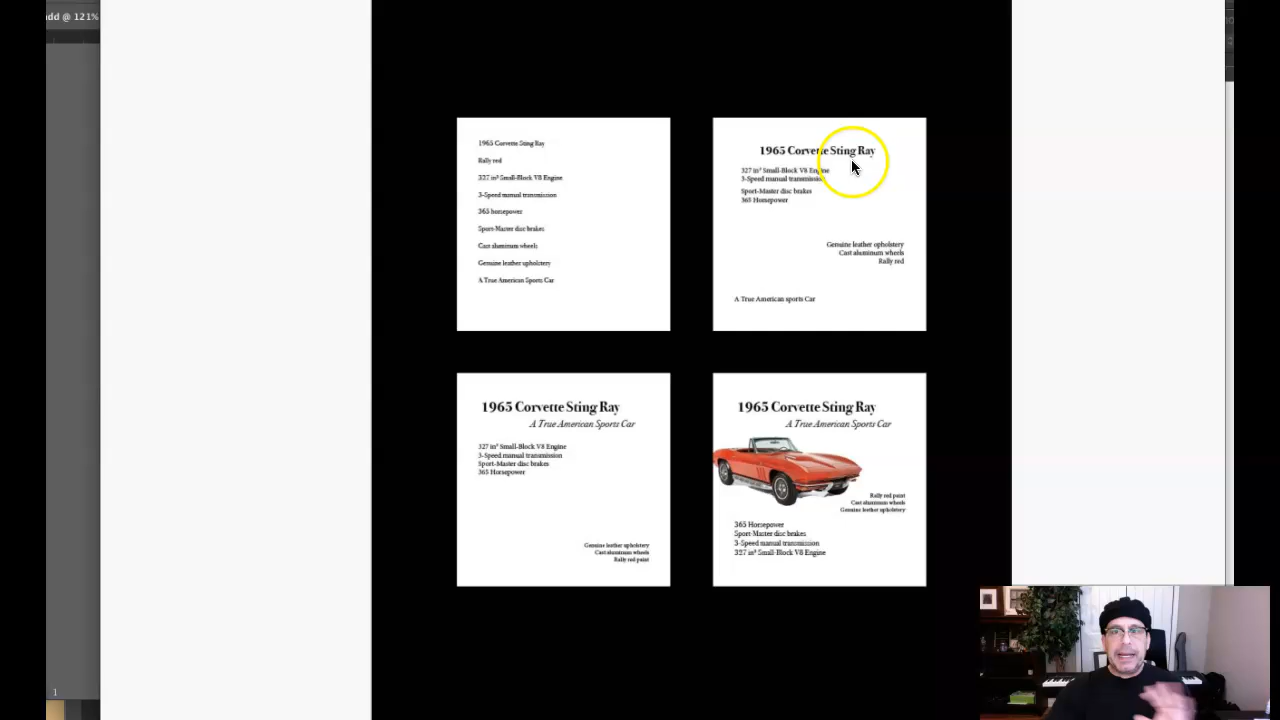 dd @ 121%
1965 Corvette Sting Ray
Rally red
327 in³ Small-Block V8 Engine
3-Speed manual transmission
365 horsepower
Sport-Master disc brakes
Cast aluminum wheels
Genuine leather upholstery
A True American Sports Car
1965 Corvette Sting Ray
327 in³ Small-Block V8 Engine
3-Speed manual transmission
Sport-Master disc brakes
365 Horsepower
Genuine leather upholstery
Cast aluminum wheels
Rally red
A True American sports Car
1965 Corvette Sting Ray
A True American Sports Car
327 in³ Small-Block V8 Engine
3-Speed manual transmission
Sport-Master disc brakes
365 Horsepower
Genuine leather upholstery
Cast aluminum wheels
Rally red paint
1965 Corvette Sting Ray
A True American Sports Car
Rally red paint
Cast aluminum wheels
Genuine leather upholstery
365 Horsepower
Sport-Master disc brakes
3-Speed manual transmission
327 in³ Small-Block V8 Engine
1